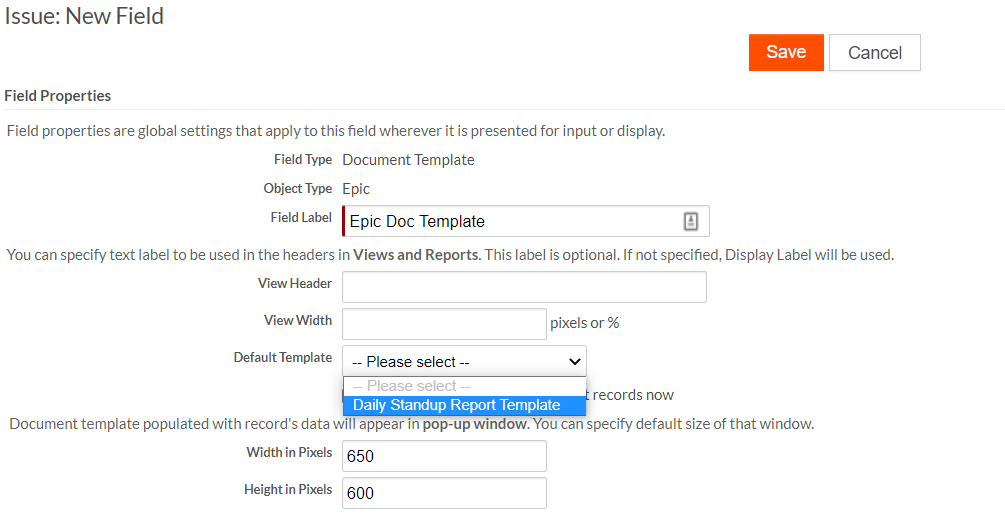 Issue: New Field
Save Cancel
Field Properties
Field properties are global settings that apply to this field wherever it is presented for input or display.
Field Type Document Template
Object Type Epic
Field Label Epic Doc Template
You can specify text label to be used in the headers in Views and Reports. This label is optional. If not specified, Display Label will be used.
View Header
View Width pixels or %
Default Template -- Please select --
-- Please select --
records now
Daily Standup Report Template
Document template populated with record's data will appear in pop-up window. You can specify default size of that window.
Width in Pixels 650
Height in Pixels 600